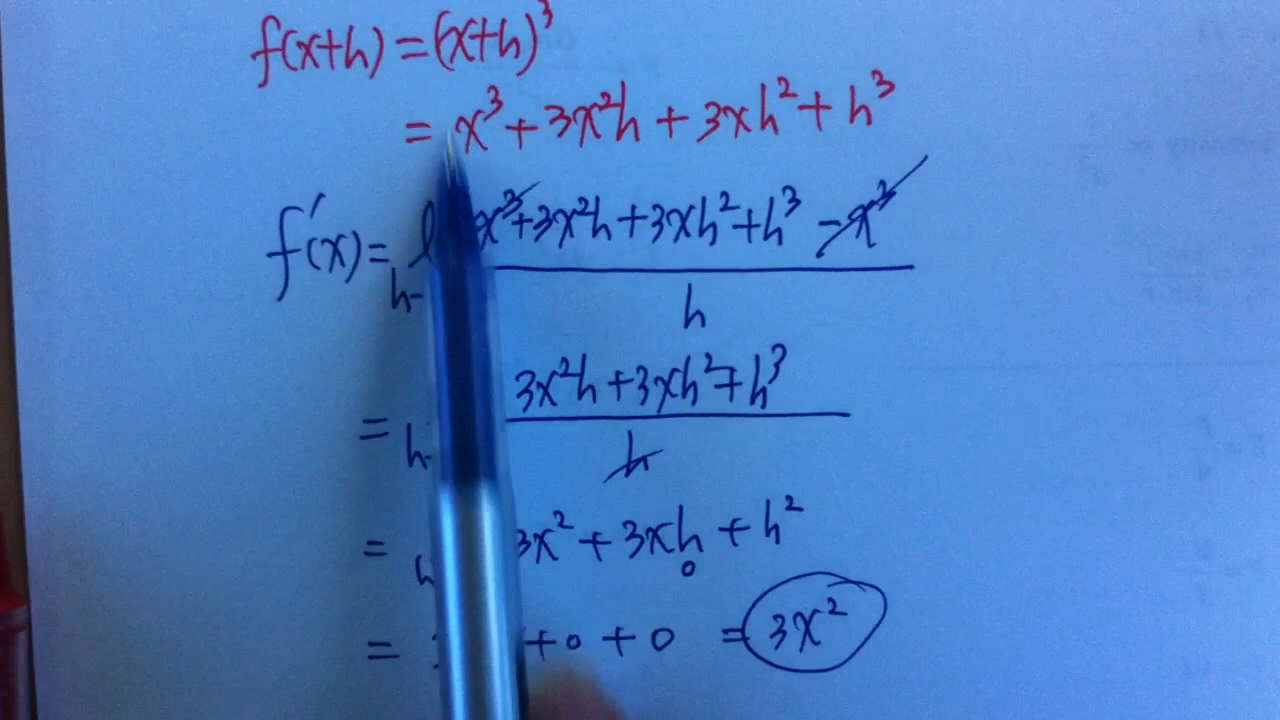 f(x+h) = (x+h)³
= x³ + 3x²h + 3xh² + h³
f'(x) = x³ + 3x²h + 3xh² + h³ - x³
h
3x²h + 3xh² + h³
=
h
= 3x² + 3xh + h²
0
= + 0 + 0 = 3x²